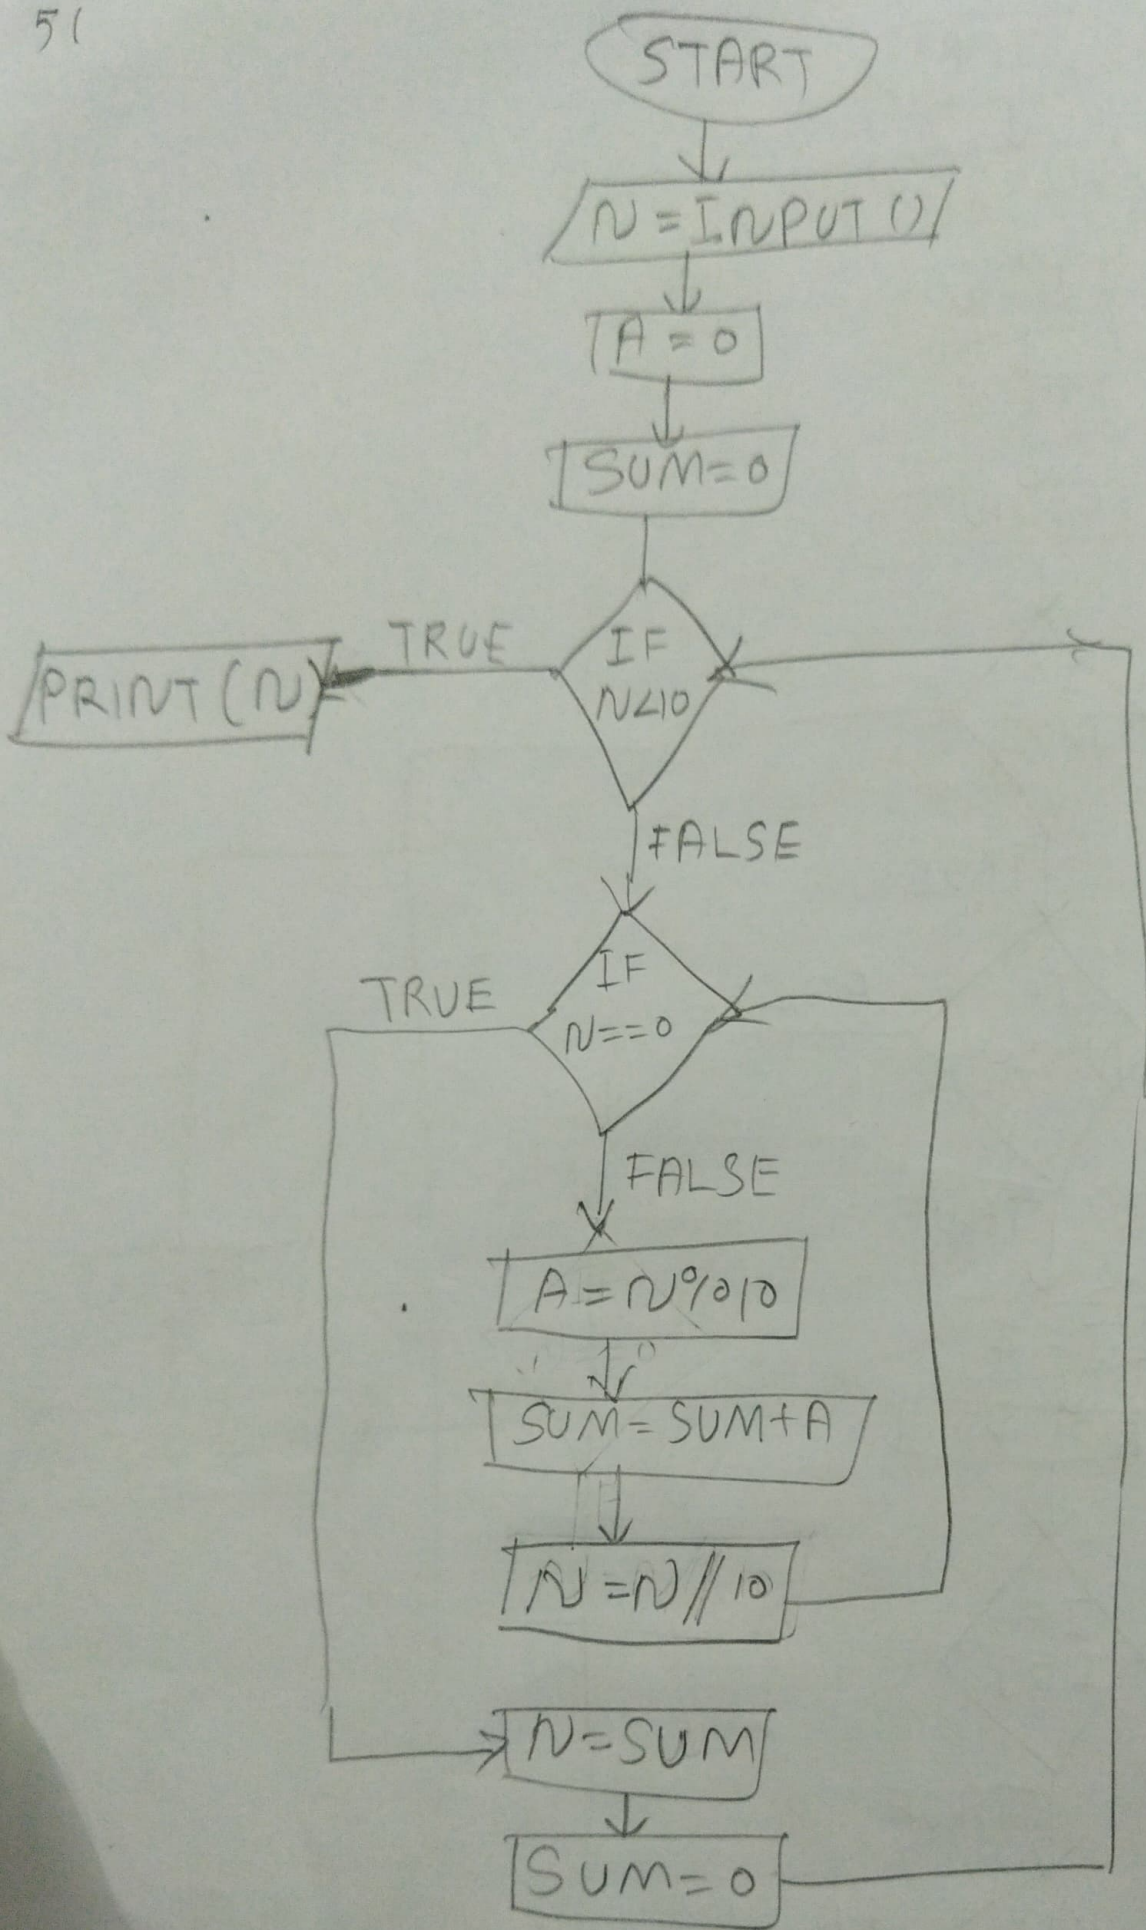 51
START
N=INPUT()
A=0
SUM=0
IF
N<10
TRUE
PRINT(N)
FALSE
IF
N==0
TRUE
FALSE
A=N%10
SUM=SUM+A
N=N//10
N=SUM
SUM=0